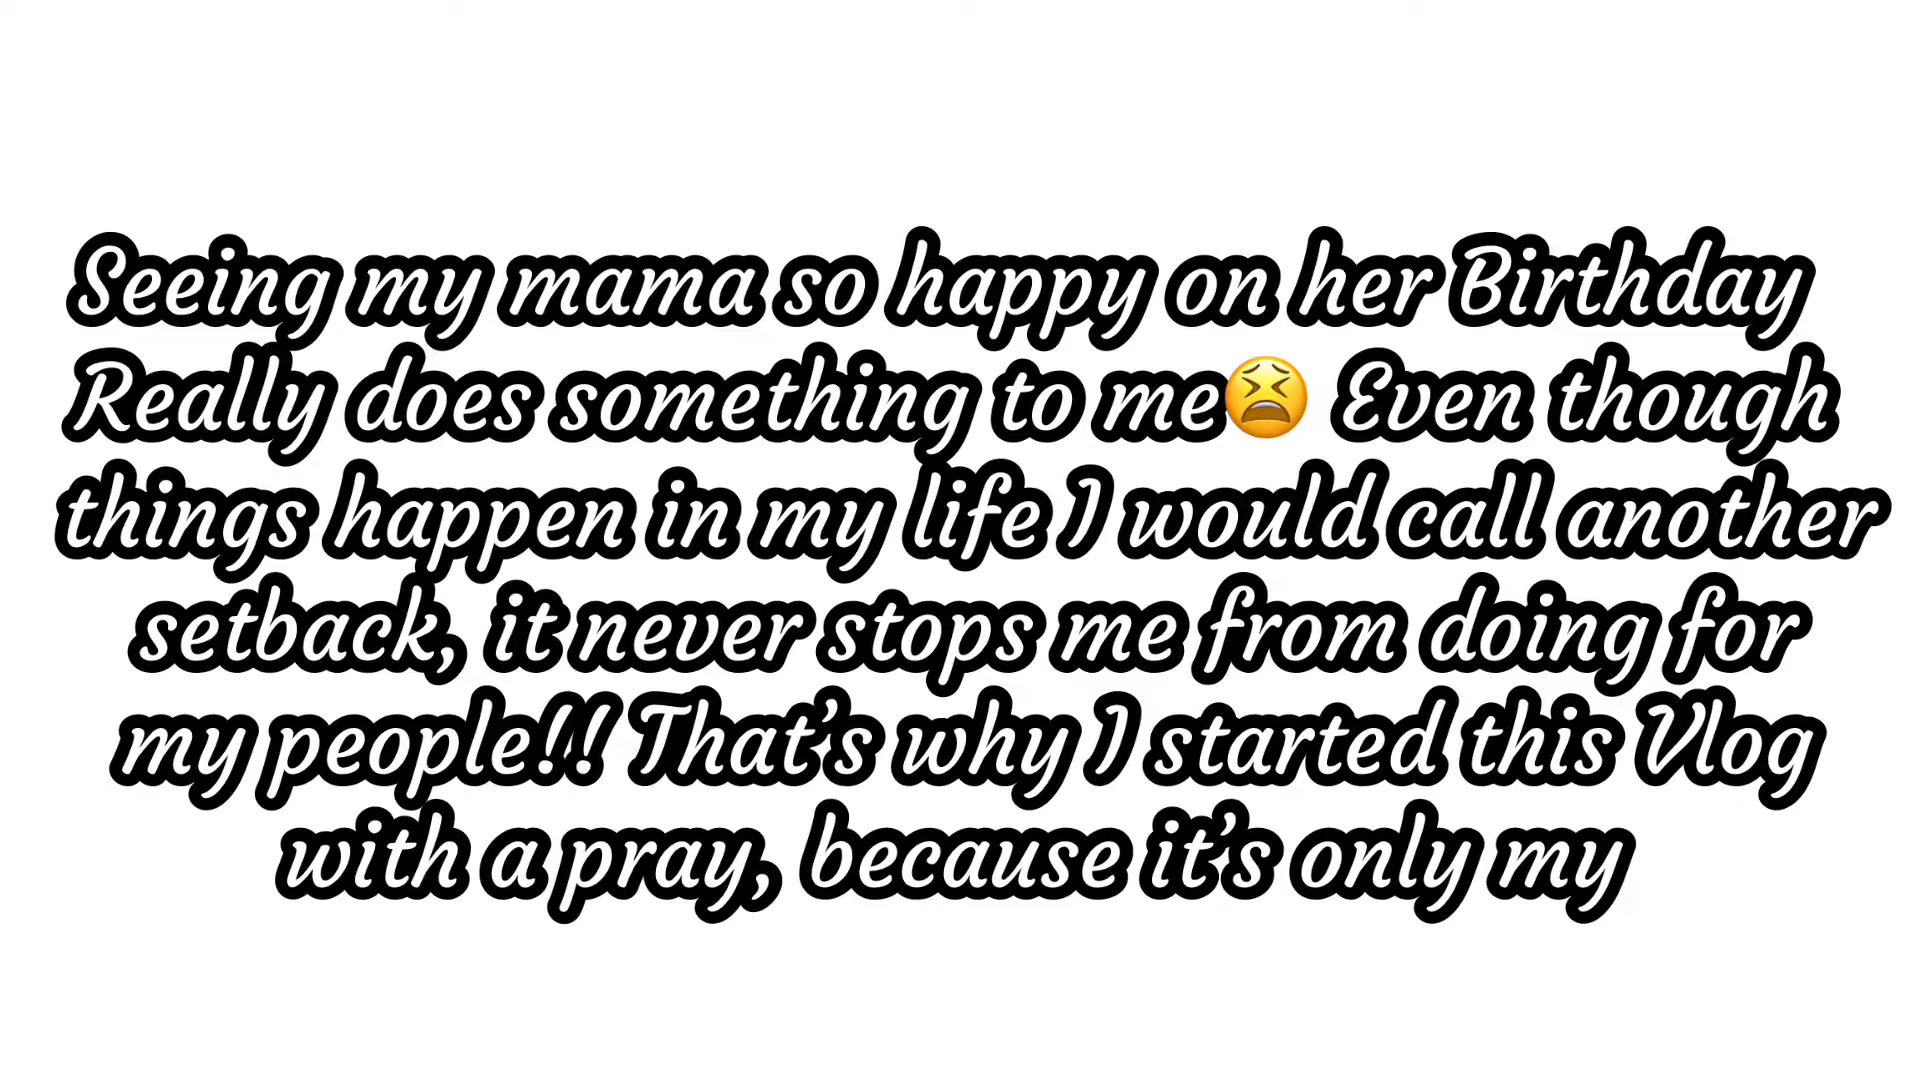 Seeing my mama so happy on her Birthday
Really does something to me😫 Even though
things happen in my life I would call another
setback, it never stops me from doing for
my people!! That’s why I started this Vlog
with a pray, because it’s only my